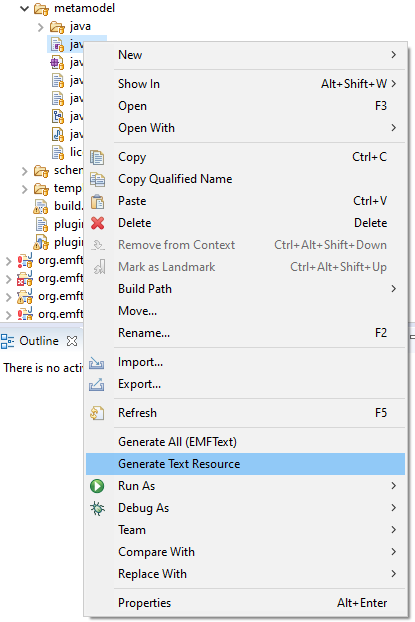 metamodel
java
jav
New
jav
Show In Alt+Shift+W
jav
Open F3
jav
Open With
jav
lic
Copy Ctrl+C
schen
Copy Qualified Name
temp
Paste Ctrl+V
build.
Delete Delete
plugin
Remove from Context Ctrl+Alt+Shift+Down
plugin
org.emft
Mark as Landmark Ctrl+Alt+Shift+Up
org.emft
Build Path
org.emft
Move...
org.emft
Rename... F2
Outline
There is no activ
Import...
Export...
Refresh F5
Generate All (EMFText)
Generate Text Resource
Run As
Debug As
Team
Compare With
Replace With
Properties Alt+Enter